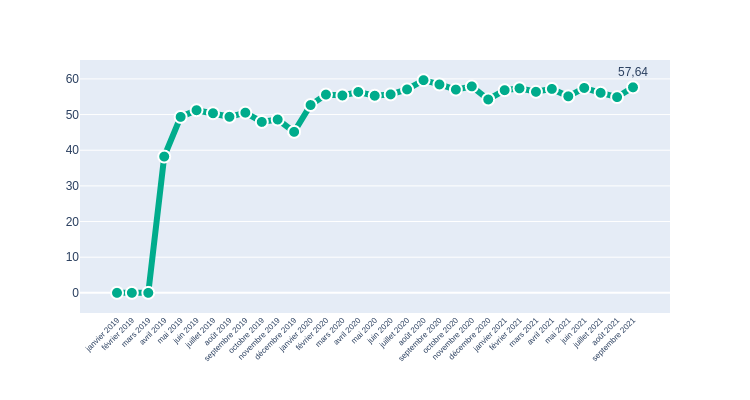 57,64
60
50
40
30
20
10
0
janvier 2019
février 2019
mars 2019
avril 2019
mai 2019
juin 2019
juillet 2019
août 2019
septembre 2019
octobre 2019
novembre 2019
décembre 2019
janvier 2020
février 2020
mars 2020
avril 2020
mai 2020
juin 2020
juillet 2020
août 2020
septembre 2020
octobre 2020
novembre 2020
décembre 2020
janvier 2021
février 2021
mars 2021
avril 2021
mai 2021
juin 2021
juillet 2021
août 2021
septembre 2021